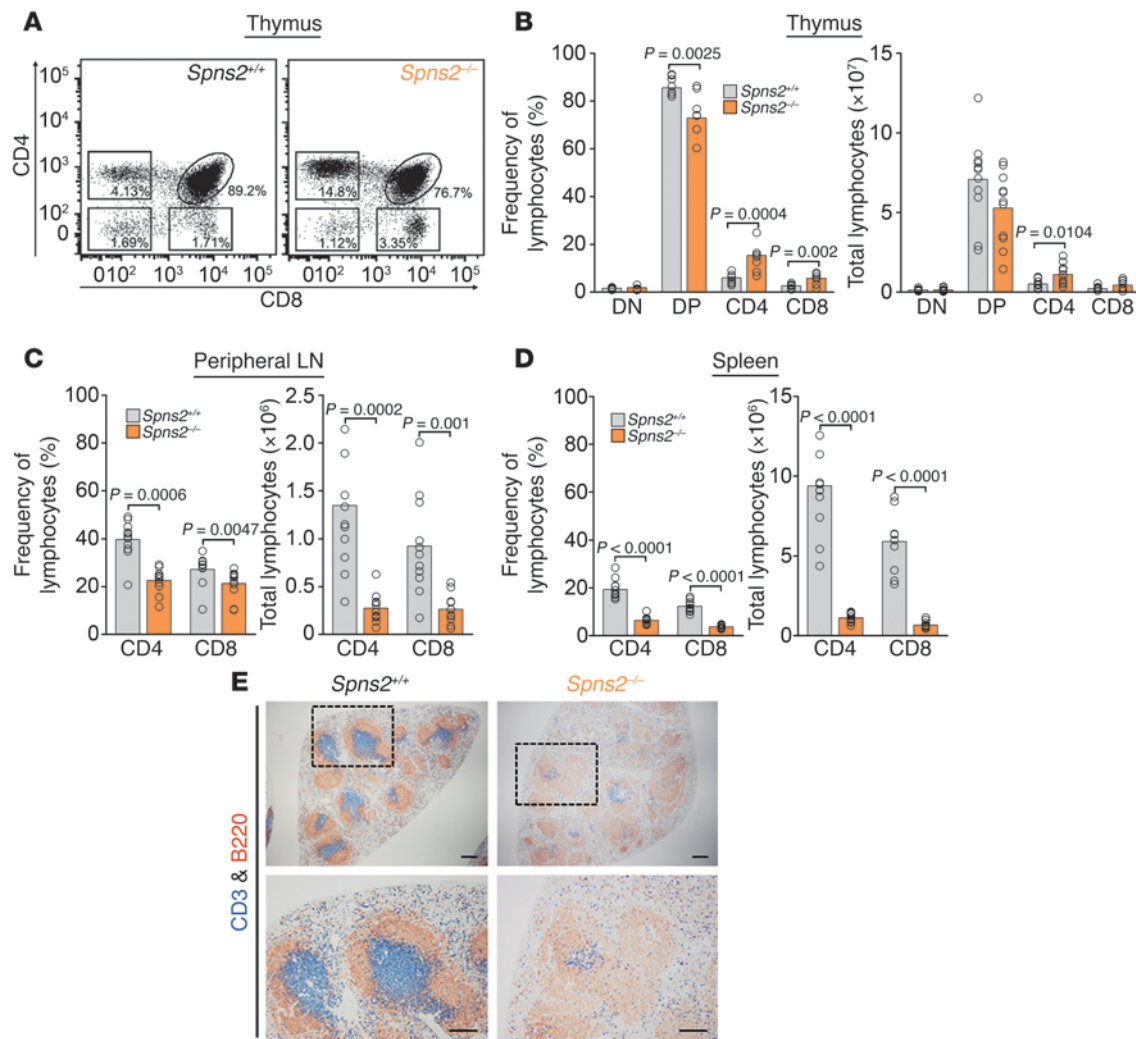 A Thymus
Spns2+/+ Spns2–/–
CD4
10⁵
10⁴
10³
10²
0
4.13% 89.2%
1.69% 1.71%
14.8% 76.7%
1.12% 3.35%
0 10² 10³ 10⁴ 10⁵ 0 10² 10³ 10⁴ 10⁵
CD8
B Thymus
Frequency of
lymphocytes (%)
100
80
60
40
20
0
P = 0.0025
Spns2+/+
Spns2–/–
P = 0.0004
P = 0.002
DN DP CD4 CD8
Total lymphocytes (×10⁷)
15
10
5
0
P = 0.0104
DN DP CD4 CD8
C Peripheral LN
Frequency of
lymphocytes (%)
100
80
60
40
20
0
Spns2+/+
Spns2–/–
P = 0.0006
P = 0.0047
CD4 CD8
Total lymphocytes (×10⁶)
2.5
2.0
1.5
1.0
0.5
0
P = 0.0002
P = 0.001
CD4 CD8
D Spleen
Frequency of
lymphocytes (%)
100
80
60
40
20
0
Spns2+/+
Spns2–/–
P < 0.0001
P < 0.0001
CD4 CD8
Total lymphocytes (×10⁶)
15
10
5
0
P < 0.0001
P < 0.0001
CD4 CD8
E Spns2+/+ Spns2–/–
CD3 & B220